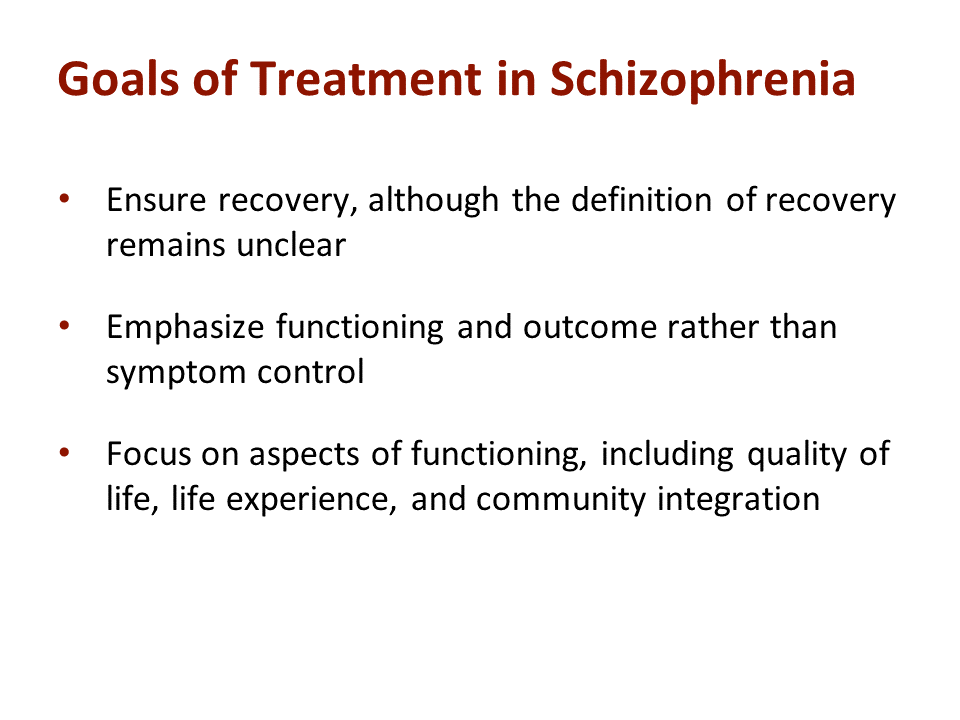 Goals of Treatment in Schizophrenia
• Ensure recovery, although the definition of recovery
remains unclear
• Emphasize functioning and outcome rather than
symptom control
• Focus on aspects of functioning, including quality of
life, life experience, and community integration